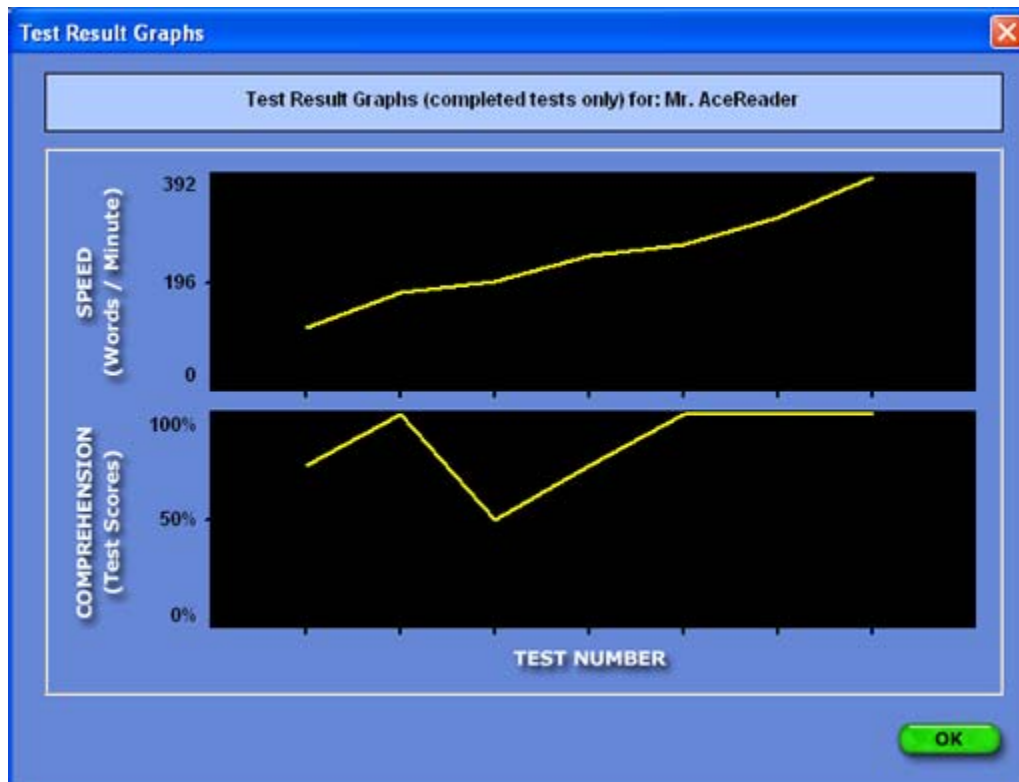 Test Result Graphs
Test Result Graphs (completed tests only) for: Mr. AceReader
SPEED
(Words / Minute)
392
196
0
COMPREHENSION
(Test Scores)
100%
50%
0%
TEST NUMBER
OK